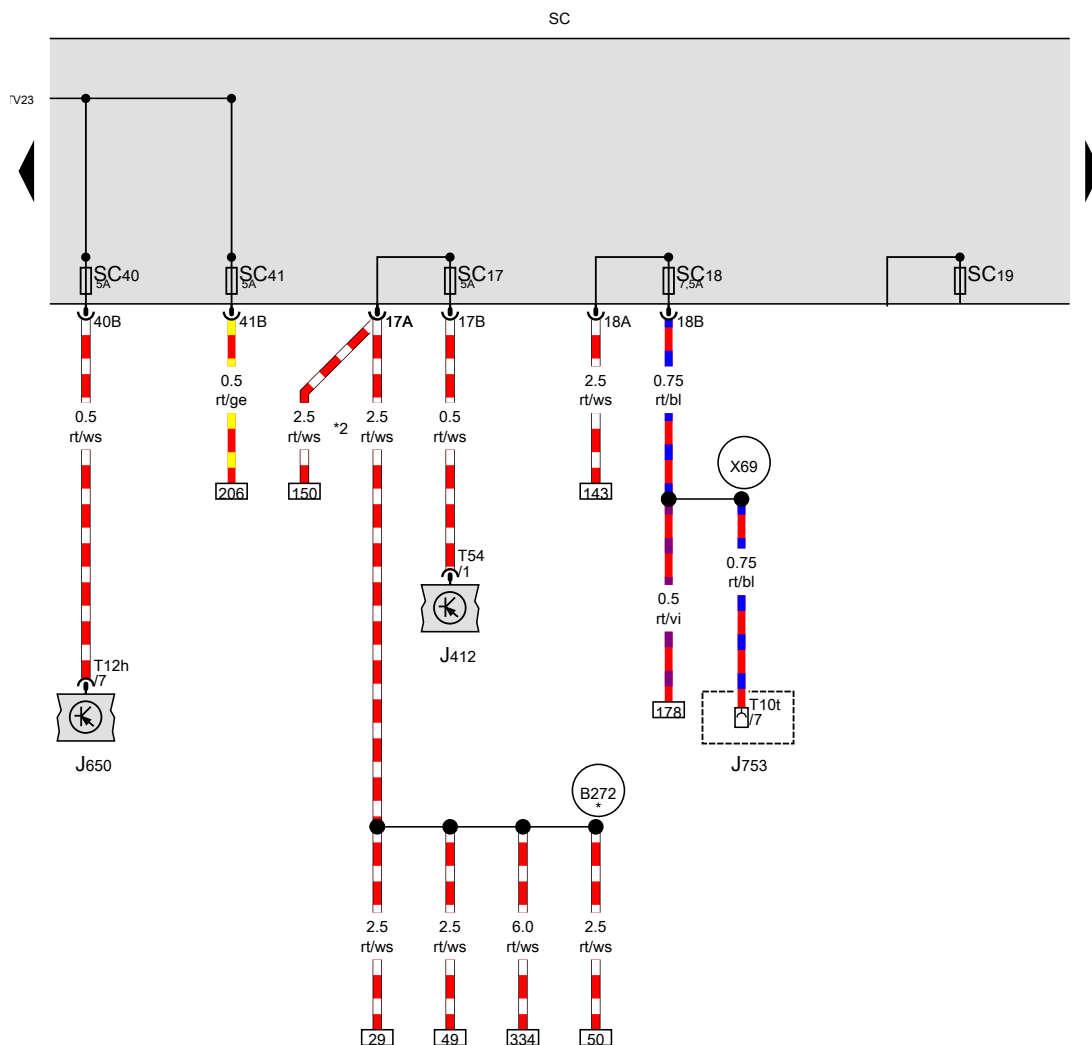 SC
TV23
SC40
5A
SC41
5A
SC17
5A
SC18
7,5A
SC19
40B
41B
17A
17B
18A
18B
0.5
rt/ws
0.5
rt/ge
2.5
rt/ws
*2
2.5
rt/ws
0.5
rt/ws
2.5
rt/ws
0.75
rt/bl
X69
206
150
143
T54
/1
J412
0.5
rt/vi
0.75
rt/bl
T12h
/7
J650
178
T10t
/7
J753
B272
*
2.5
rt/ws
2.5
rt/ws
6.0
rt/ws
2.5
rt/ws
29
49
334
50